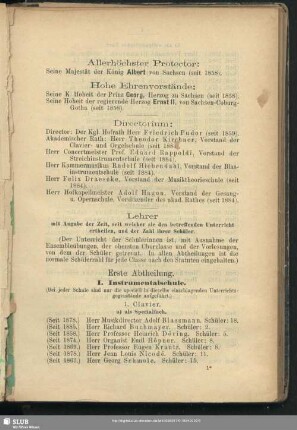 Allerhöchster Protector:
Seine Majestät der König Albert von Sachsen (seit 1858).
Hohe Ehrenvorstände:
Seine K. Hoheit der Prinz Georg, Herzog zu Sachsen (seit 1858).
Seine Hoheit der regierende Herzog Ernst II. von Sachsen-Coburg-
Gotha (seit 1858).
Directorium:
Director: Der Kgl. Hofrath Herr Friedrich Pudor (seit 1859).
Akademischer Rath: Herr Theodor Kirchner, Vorstand der
Clavier- und Orgelschule (seit 1884).
Herr Concertmeister Prof. Eduard Rappoldi, Vorstand der
Streichinstrumentschule (seit 1884).
Herr Kammermusikus Rudolf Hiebendahl, Vorstand der Blas-
instrumentschule (seit 1884).
Herr Felix Draeseke, Vorstand der Musiktheorieschule (seit
1884).
Herr Hofkapellmeister Adolf Hagen, Vorstand der Gesang-
u. Opernschule, Vorsitzender des akad. Rathes (seit 1884).
Lehrer
mit Angabe der Zeit, seit welcher sie den betreffenden Unterricht
ertheilen, und der Zahl ihrer Schüler.
(Der Unterricht der Schülerinnen ist, mit Ausnahme der
Ensembleübungen, der obersten Clavierclasse und der Vorlesungen,
von dem der Schüler getrennt. In allen Abtheilungen ist die
normale Schülerzahl für jede Classe nach den Statuten eingehalten.)
Erste Abtheilung.
I. Instrumentalschule.
(Bei jeder Schule sind nur die speciell in dieselbe einschlagenden Unterrichts-
gegenstände aufgeführt.)
1. Clavier.
a) als Specialfach.
(Seit 1878.) Herr Musikdirector Adolf Blassmann. Schüler: 18.
(Seit 1885.) Herr Richard Buchmayer. Schüler: 5.
(Seit 1858.) Herr Professor Heinrich Döring. Schüler: 5.
(Seit 1874.) Herr Organist Emil Höpner. Schüler: 8.
(Seit 1869.) Herr Professor Eugen Krantz. Schüler: 6.
(Seit 1878.) Herr Jean Louis Nicodé. Schüler: 11.
(Seit 1867.) Herr Georg Schmole. Schüler: 15.
1*
SLUB